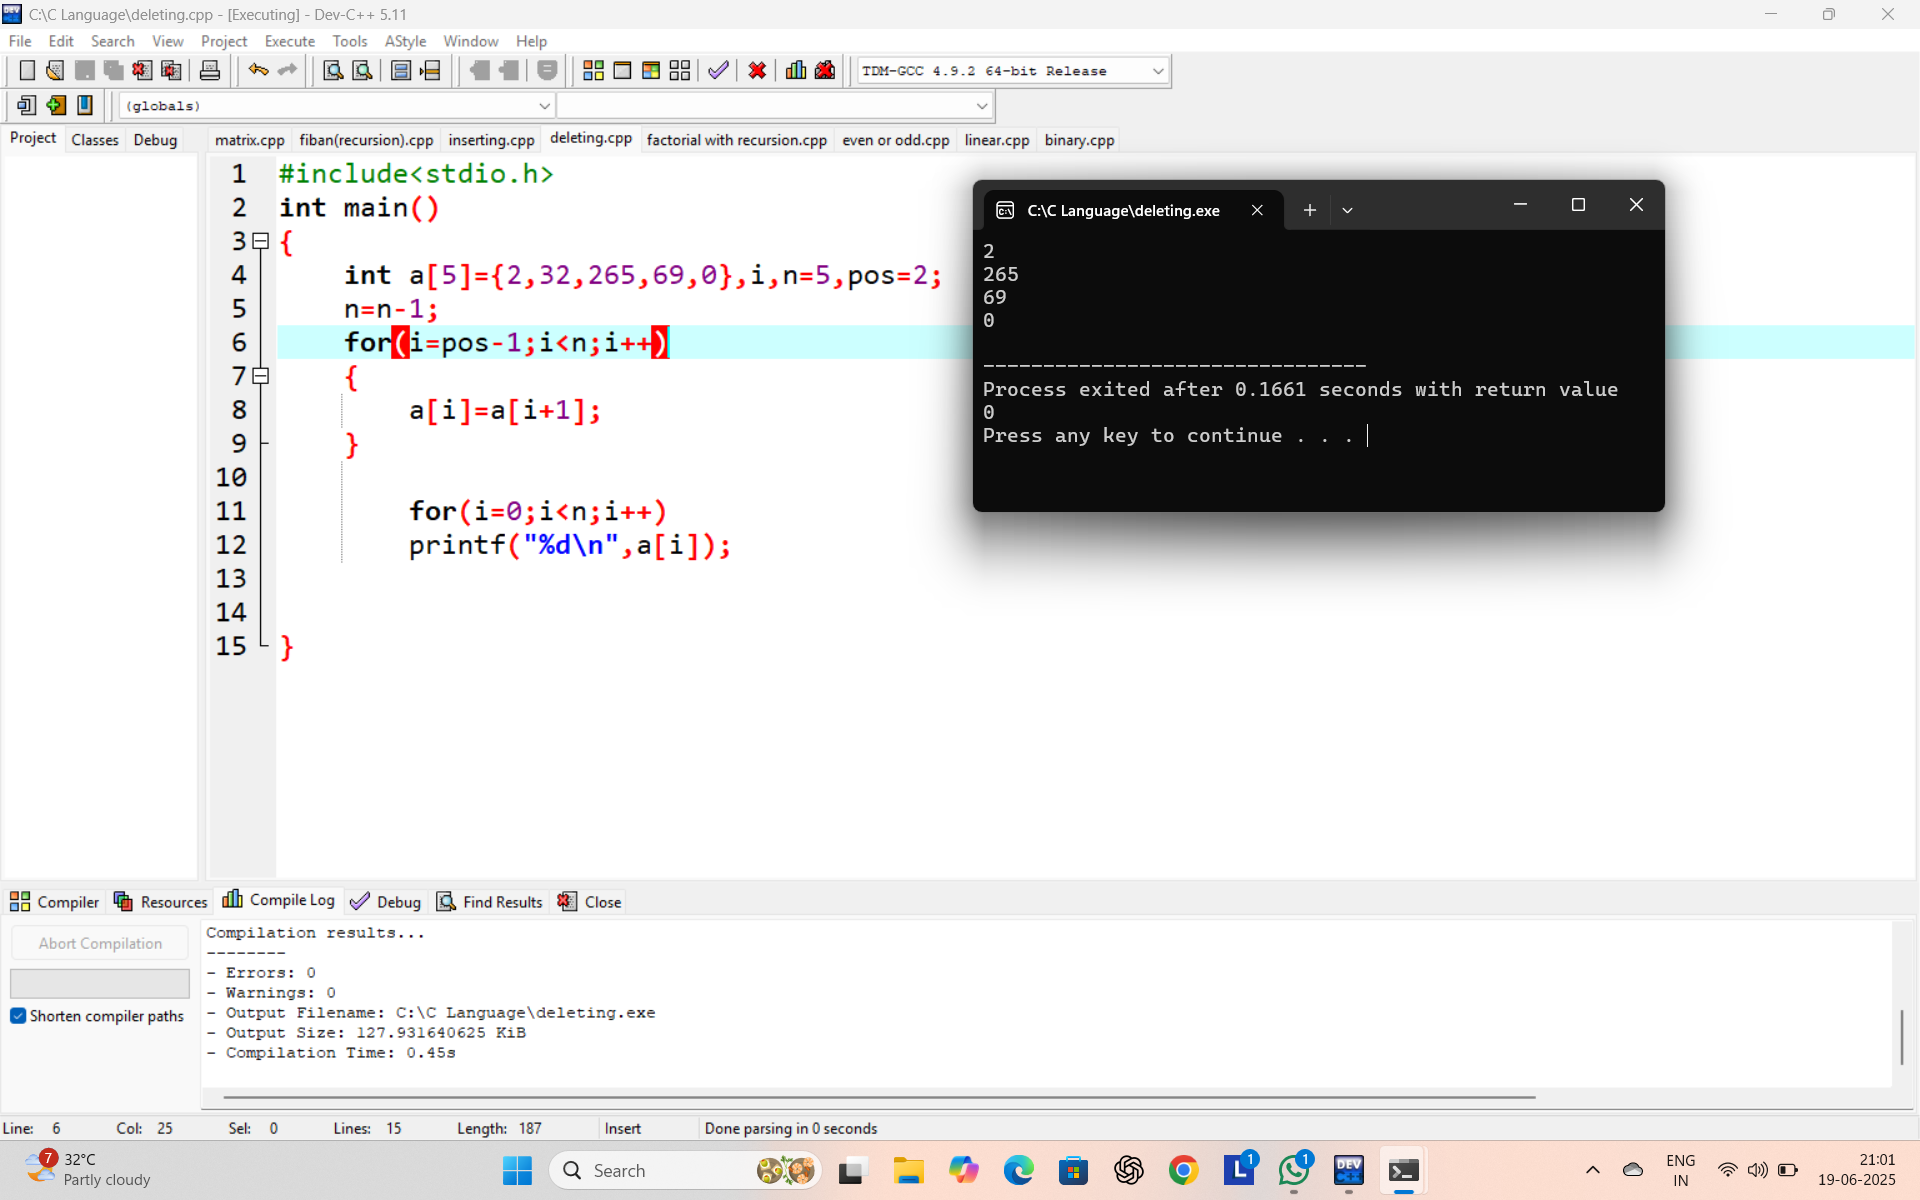 C:\C Language\deleting.cpp - [Executing] - Dev-C++ 5.11
File Edit Search View Project Execute Tools AStyle Window Help
TDM-GCC 4.9.2 64-bit Release
(globals)
Project Classes Debug
matrix.cpp fiban(recursion).cpp inserting.cpp deleting.cpp factorial with recursion.cpp even or odd.cpp linear.cpp binary.cpp
1 #include<stdio.h>
2 int main()
3 {
4 int a[5]={2,32,265,69,0},i,n=5,pos=2;
5 n=n-1;
6 for(i=pos-1;i<n;i++)
7 {
8 a[i]=a[i+1];
9 }
10
11 for(i=0;i<n;i++)
12 printf("%d\n",a[i]);
13
14
15 }
C:\C Language\deleting.exe
2
265
69
0
--------------------------------
Process exited after 0.1661 seconds with return value
0
Press any key to continue . . .
Compiler Resources Compile Log Debug Find Results Close
Abort Compilation
Shorten compiler paths
Compilation results...
--------
- Errors: 0
- Warnings: 0
- Output Filename: C:\C Language\deleting.exe
- Output Size: 127.931640625 KiB
- Compilation Time: 0.45s
Line: 6 Col: 25 Sel: 0 Lines: 15 Length: 187 Insert Done parsing in 0 seconds
7
32°C
Partly cloudy
Search
L 1
1
DEV
ENG
IN
21:01
19-06-2025